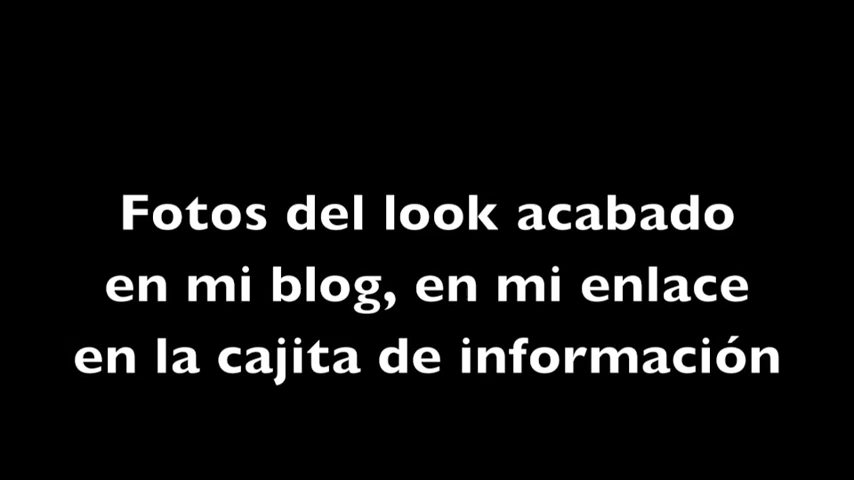 Fotos del look acabado
en mi blog, en mi enlace
en la cajita de información